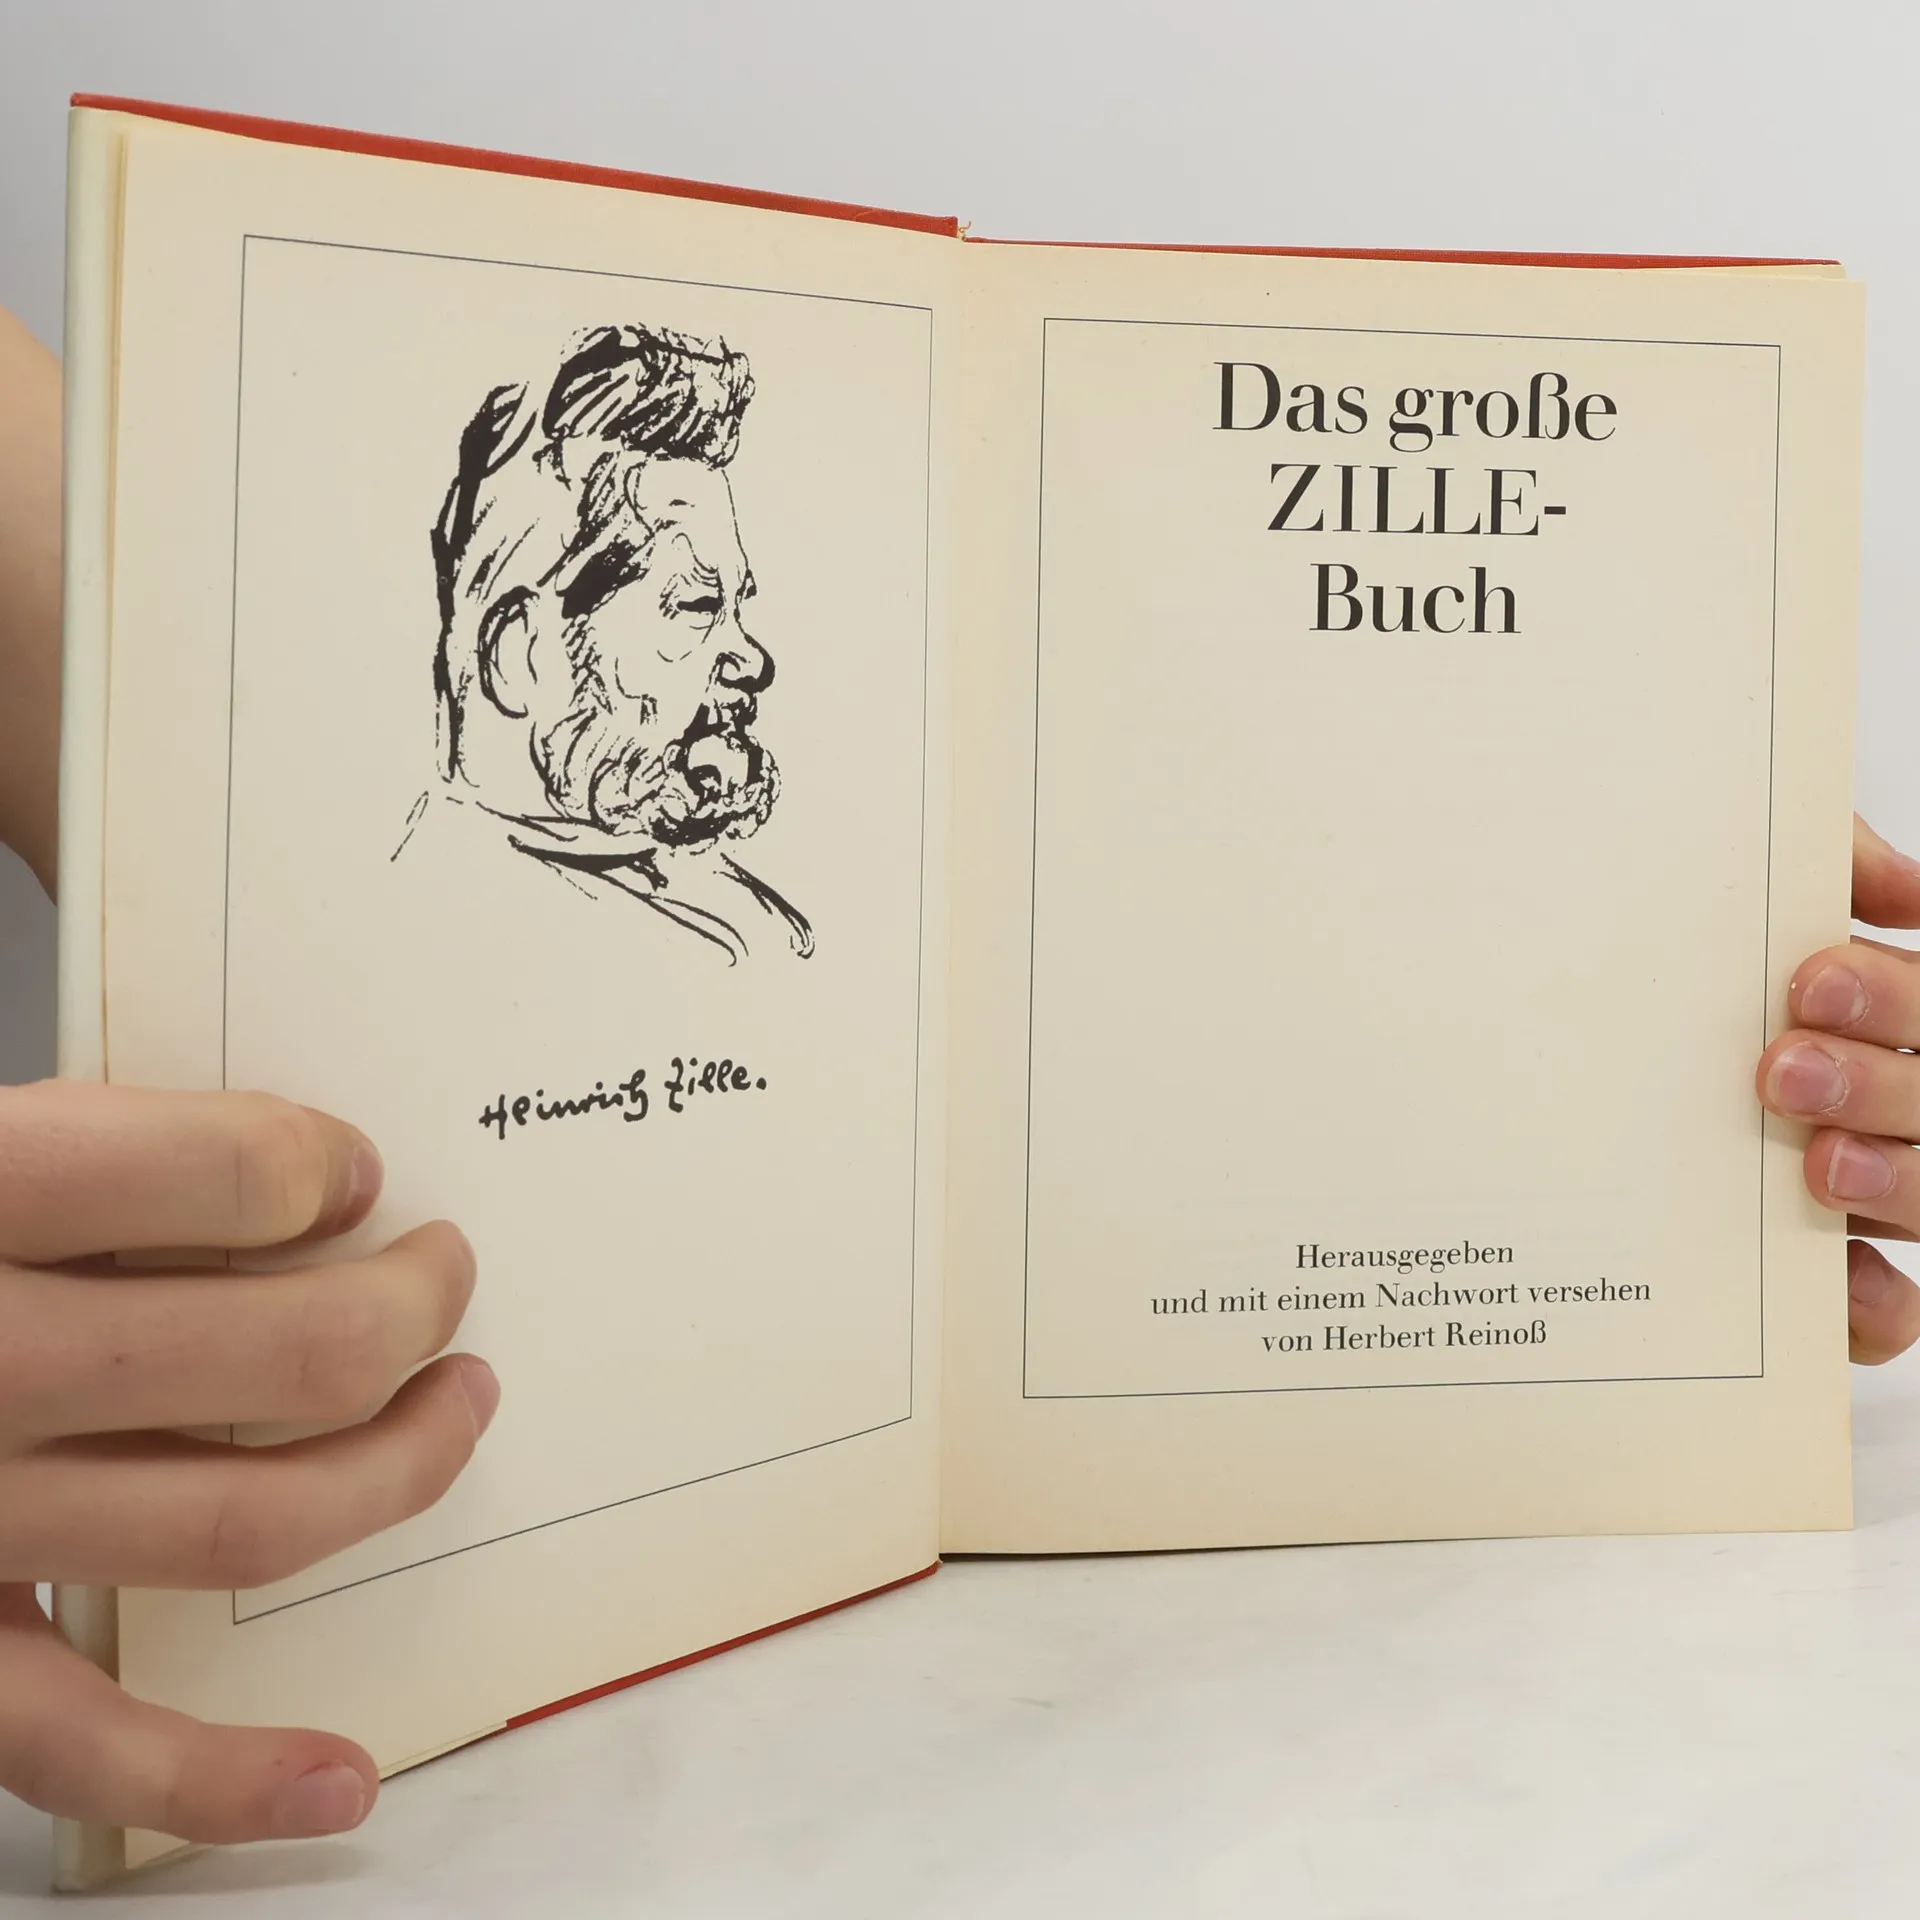 Heinrich Zille.
Das große
ZILLE-
Buch
Herausgegeben
und mit einem Nachwort versehen
von Herbert Reinoß